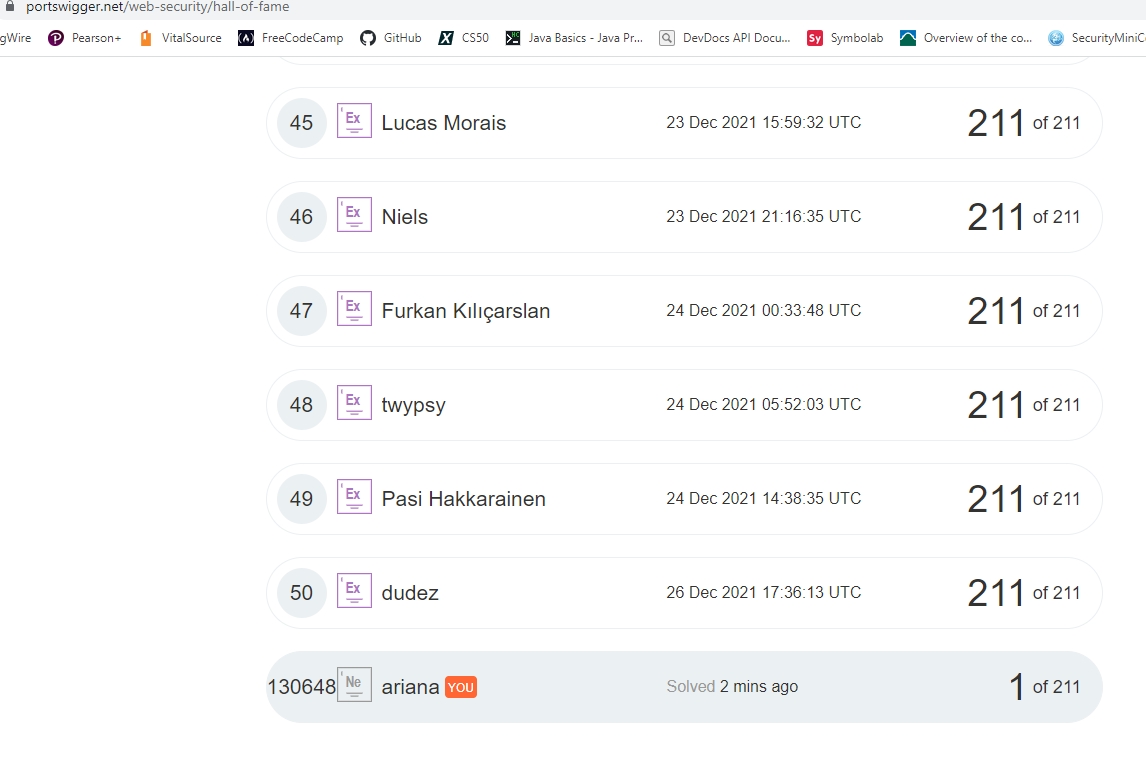 portswigger.net/web-security/hall-of-fame
gWire Pearson+ VitalSource FreeCodeCamp GitHub CS50 Java Basics - Java Pr... DevDocs API Docu... Sy Symbolab Overview of the co... SecurityMiniC
45 Ex Lucas Morais 23 Dec 2021 15:59:32 UTC 211 of 211
46 Ex Niels 23 Dec 2021 21:16:35 UTC 211 of 211
47 Ex Furkan Kılıçarslan 24 Dec 2021 00:33:48 UTC 211 of 211
48 Ex twypsy 24 Dec 2021 05:52:03 UTC 211 of 211
49 Ex Pasi Hakkarainen 24 Dec 2021 14:38:35 UTC 211 of 211
50 Ex dudez 26 Dec 2021 17:36:13 UTC 211 of 211
130648 Ne ariana YOU Solved 2 mins ago 1 of 211